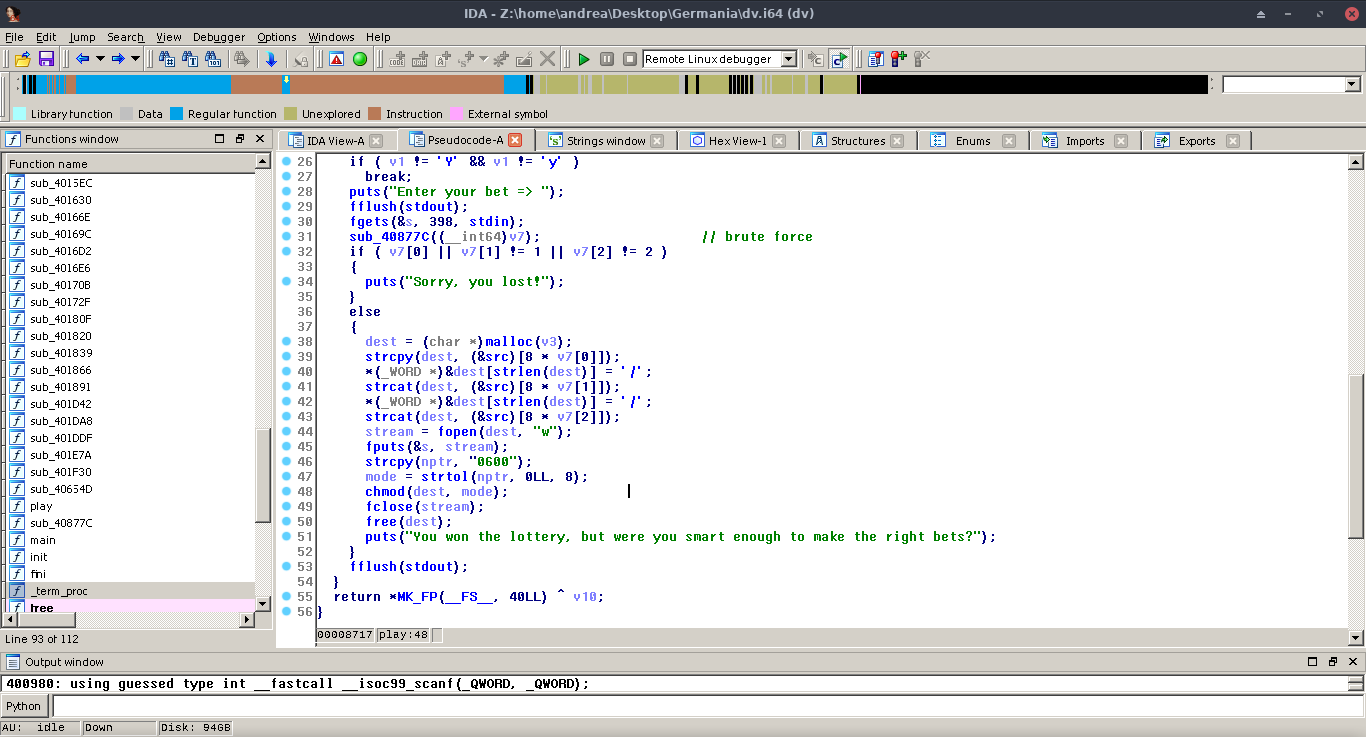 IDA - Z:\home\andrea\Desktop\Germania\dv.i64 (dv)
File Edit Jump Search View Debugger Options Windows Help
Remote Linux debugger
Library function Data Regular function Unexplored Instruction External symbol
Functions window
IDA View-A Pseudocode-A Strings window Hex View-1 Structures Enums Imports Exports
Function name
sub_4015EC
sub_401630
sub_40166E
sub_40169C
sub_4016D2
sub_4016E6
sub_40170B
sub_40172F
sub_40180F
sub_401820
sub_401839
sub_401866
sub_401891
sub_401D42
sub_401DA8
sub_401DDF
sub_401E7A
sub_401F30
sub_40654D
play
sub_40877C
main
init
fini
_term_proc
free
Line 93 of 112
26 if ( v1 != 'Y' && v1 != 'y' )
27 break;
28 puts("Enter your bet => ");
29 fflush(stdout);
30 fgets(&s, 398, stdin);
31 sub_40877C((__int64)v7); // brute force
32 if ( v7[0] || v7[1] != 1 || v7[2] != 2 )
33 {
34 puts("Sorry, you lost!");
35 }
36 else
37 {
38 dest = (char *)malloc(v3);
39 strcpy(dest, (&src)[8 * v7[0]]);
40 *(_WORD *)&dest[strlen(dest)] = '/';
41 strcat(dest, (&src)[8 * v7[1]]);
42 *(_WORD *)&dest[strlen(dest)] = '/';
43 strcat(dest, (&src)[8 * v7[2]]);
44 stream = fopen(dest, "w");
45 fputs(&s, stream);
46 strcpy(nptr, "0600");
47 mode = strtol(nptr, 0LL, 8);
48 chmod(dest, mode);
49 fclose(stream);
50 free(dest);
51 puts("You won the lottery, but were you smart enough to make the right bets?");
52 }
53 fflush(stdout);
54 }
55 return *MK_FP(__FS__, 40LL) ^ v10;
56 }
00008717 play:48
Output window
400980: using guessed type int __fastcall __isoc99_scanf(_QWORD, _QWORD);
Python
AU: idle Down Disk: 94GB